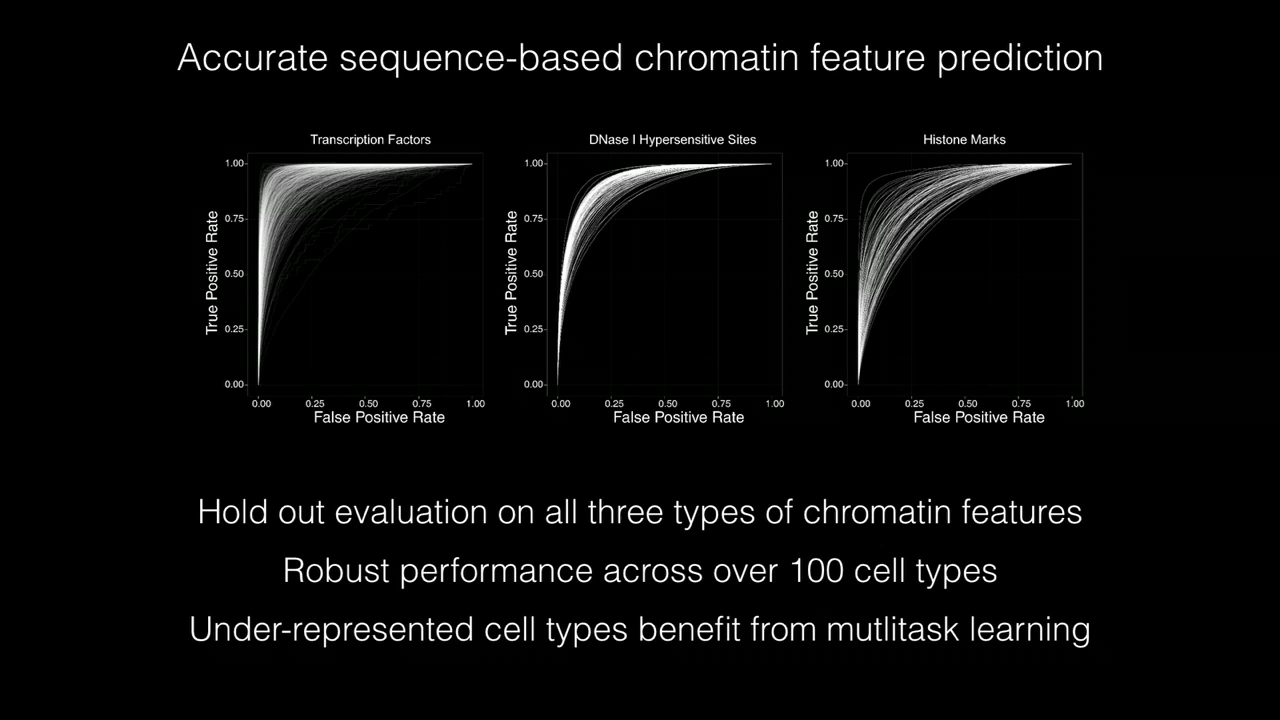 Accurate sequence-based chromatin feature prediction
Transcription Factors
DNase I Hypersensitive Sites
Histone Marks
True Positive Rate
1.00
0.75
0.50
0.25
0.00
0.00 0.25 0.50 0.75 1.00
False Positive Rate
True Positive Rate
1.00
0.75
0.50
0.25
0.00
0.00 0.25 0.50 0.75 1.00
False Positive Rate
True Positive Rate
1.00
0.75
0.50
0.25
0.00
0.00 0.25 0.50 0.75 1.00
False Positive Rate
Hold out evaluation on all three types of chromatin features
Robust performance across over 100 cell types
Under-represented cell types benefit from mutlitask learning